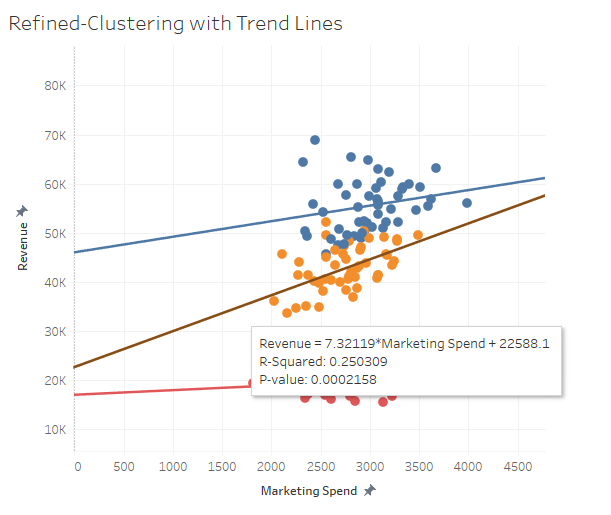 Refined-Clustering with Trend Lines
80K
70K
60K
50K
40K
30K
20K
10K
Revenue
Revenue = 7.32119*Marketing Spend + 22588.1
R-Squared: 0.250309
P-value: 0.0002158
0 500 1000 1500 2000 2500 3000 3500 4000 4500
Marketing Spend